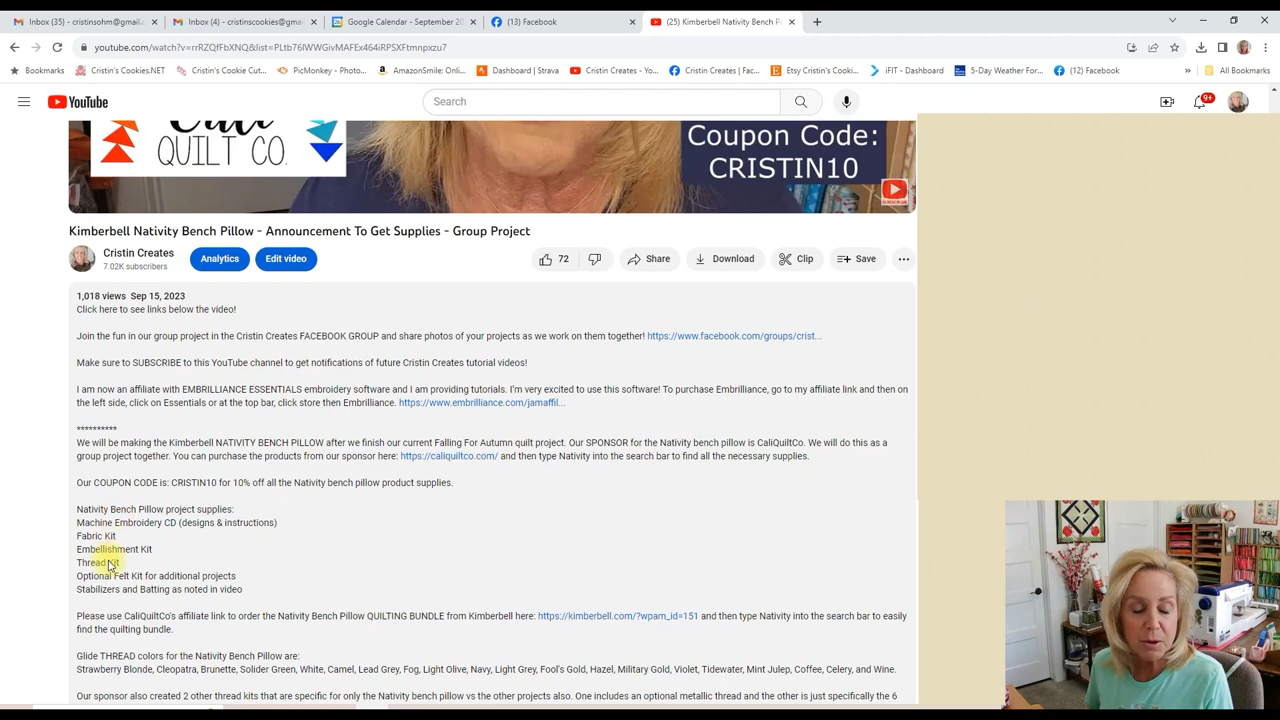 Inbox (35) - cristinsohm@gmail.c
Inbox (4) - cristinscookies@gmail
Google Calendar - September 20
(13) Facebook
(25) Kimberbell Nativity Bench P
youtube.com/watch?v=rrRZQfFbXNQ&list=PLtb76IWWGivMAFEx464iRPSXFtmnpxzu7
Bookmarks
Cristin's Cookies.NET
Cristin's Cookie Cut...
PicMonkey - Photo...
AmazonSmile: Onli...
Dashboard | Strava
Cristin Creates - Yo...
Cristin Creates | Fac...
Etsy Cristin's Cooki...
iFIT - Dashboard
5-Day Weather For...
(12) Facebook
All Bookmarks
YouTube
Search
9+
QUILT CO.
Coupon Code:
CRISTIN10
SUBSCRIBE
Kimberbell Nativity Bench Pillow - Announcement To Get Supplies - Group Project
Cristin Creates
7.02K subscribers
Analytics
Edit video
72
Share
Download
Clip
Save
1,018 views Sep 15, 2023
Click here to see links below the video!
Join the fun in our group project in the Cristin Creates FACEBOOK GROUP and share photos of your projects as we work on them together! https://www.facebook.com/groups/crist...
Make sure to SUBSCRIBE to this YouTube channel to get notifications of future Cristin Creates tutorial videos!
I am now an affiliate with EMBRILLIANCE ESSENTIALS embroidery software and I am providing tutorials. I'm very excited to use this software! To purchase Embrilliance, go to my affiliate link and then on
the left side, click on Essentials or at the top bar, click store then Embrilliance. https://www.embrilliance.com/jamaffil...
**********
We will be making the Kimberbell NATIVITY BENCH PILLOW after we finish our current Falling For Autumn quilt project. Our SPONSOR for the Nativity bench pillow is CaliQuiltCo. We will do this as a
group project together. You can purchase the products from our sponsor here: https://caliquiltco.com/ and then type Nativity into the search bar to find all the necessary supplies.
Our COUPON CODE is: CRISTIN10 for 10% off all the Nativity bench pillow product supplies.
Nativity Bench Pillow project supplies:
Machine Embroidery CD (designs & instructions)
Fabric Kit
Embellishment Kit
Thread Kit
Optional Felt Kit for additional projects
Stabilizers and Batting as noted in video
Please use CaliQuiltCo's affiliate link to order the Nativity Bench Pillow QUILTING BUNDLE from Kimberbell here: https://kimberbell.com/?wpam_id=151 and then type Nativity into the search bar to easily
find the quilting bundle.
Glide THREAD colors for the Nativity Bench Pillow are:
Strawberry Blonde, Cleopatra, Brunette, Solider Green, White, Camel, Lead Grey, Fog, Light Olive, Navy, Light Grey, Fool's Gold, Hazel, Military Gold, Violet, Tidewater, Mint Julep, Coffee, Celery, and Wine.
Our sponsor also created 2 other thread kits that are specific for only the Nativity bench pillow vs the other projects also. One includes an optional metallic thread and the other is just specifically the 6